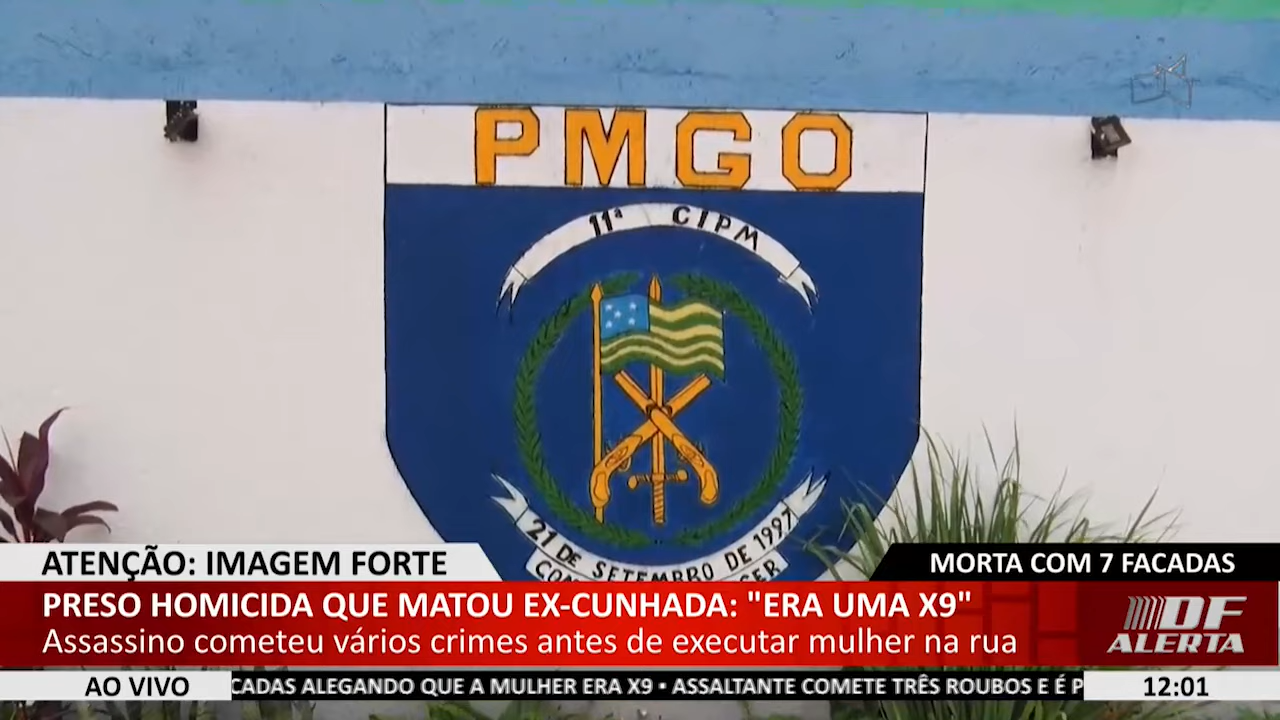 PMGO
11ª CIPM
21 DE SETEMBRO DE 1997
ATENÇÃO: IMAGEM FORTE
MORTA COM 7 FACADAS
PRESO HOMICIDA QUE MATOU EX-CUNHADA: "ERA UMA X9"
Assassino cometeu vários crimes antes de executar mulher na rua
DF
ALERTA
AO VIVO
CADAS ALEGANDO QUE A MULHER ERA X9 • ASSALTANTE COMETE TRÊS ROUBOS E É P
12:01